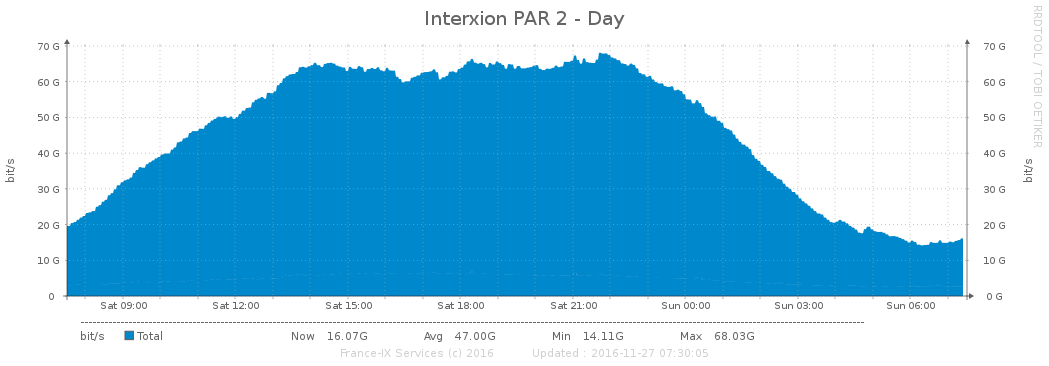 Interxion PAR 2 - Day
RRDTOOL / TOBI OETIKER
70 G 70 G
60 G 60 G
50 G 50 G
40 G 40 G
30 G 30 G
20 G 20 G
10 G 10 G
0 0 G
bit/s bit/s
Sat 09:00 Sat 12:00 Sat 15:00 Sat 18:00 Sat 21:00 Sun 00:00 Sun 03:00 Sun 06:00
bit/s Total Now 16.07G Avg 47.00G Min 14.11G Max 68.03G
France-IX Services (c) 2016 Updated : 2016-11-27 07:30:05